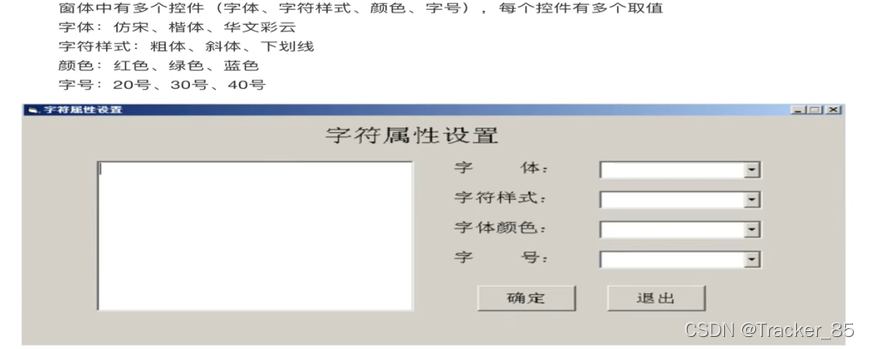 窗体中有多个控件（字体、字符样式、颜色、字号），每个控件有多个取值
字体：仿宋、楷体、华文彩云
字符样式：粗体、斜体、下划线
颜色：红色、绿色、蓝色
字号：20号、30号、40号
字符属性设置
字符属性设置
字 体：
字符样式：
字体颜色：
字 号：
确定 退出
CSDN @Tracker_85